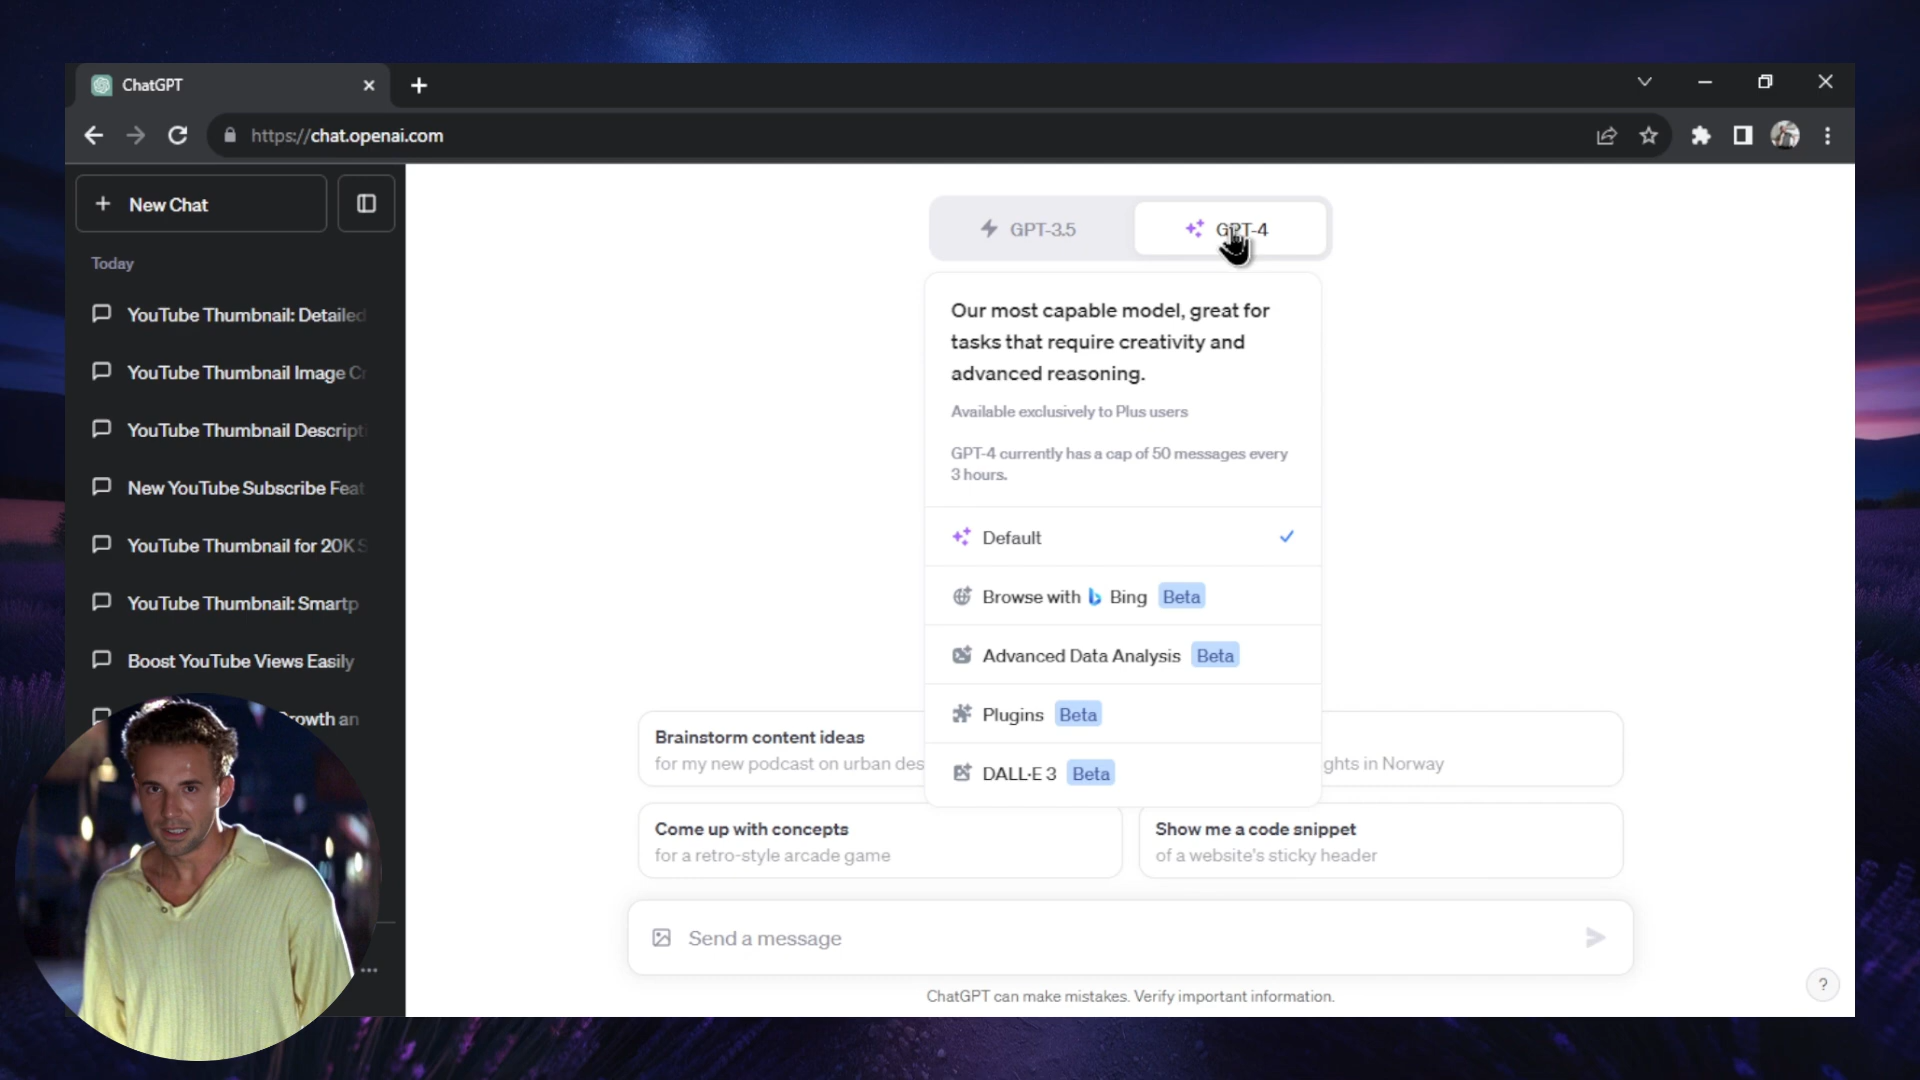 ChatGPT
https://chat.openai.com
New Chat
Today
YouTube Thumbnail: Detailed
YouTube Thumbnail Image Cr
YouTube Thumbnail Descripti
New YouTube Subscribe Feat
YouTube Thumbnail for 20K S
YouTube Thumbnail: Smartp
Boost YouTube Views Easily
rowth an
GPT-3.5
GPT-4
Our most capable model, great for
tasks that require creativity and
advanced reasoning.
Available exclusively to Plus users
GPT-4 currently has a cap of 50 messages every
3 hours.
Default
Browse with Bing Beta
Advanced Data Analysis Beta
Plugins Beta
DALL·E 3 Beta
Brainstorm content ideas
for my new podcast on urban des
ghts in Norway
Come up with concepts
for a retro-style arcade game
Show me a code snippet
of a website's sticky header
Send a message
ChatGPT can make mistakes. Verify important information.
?